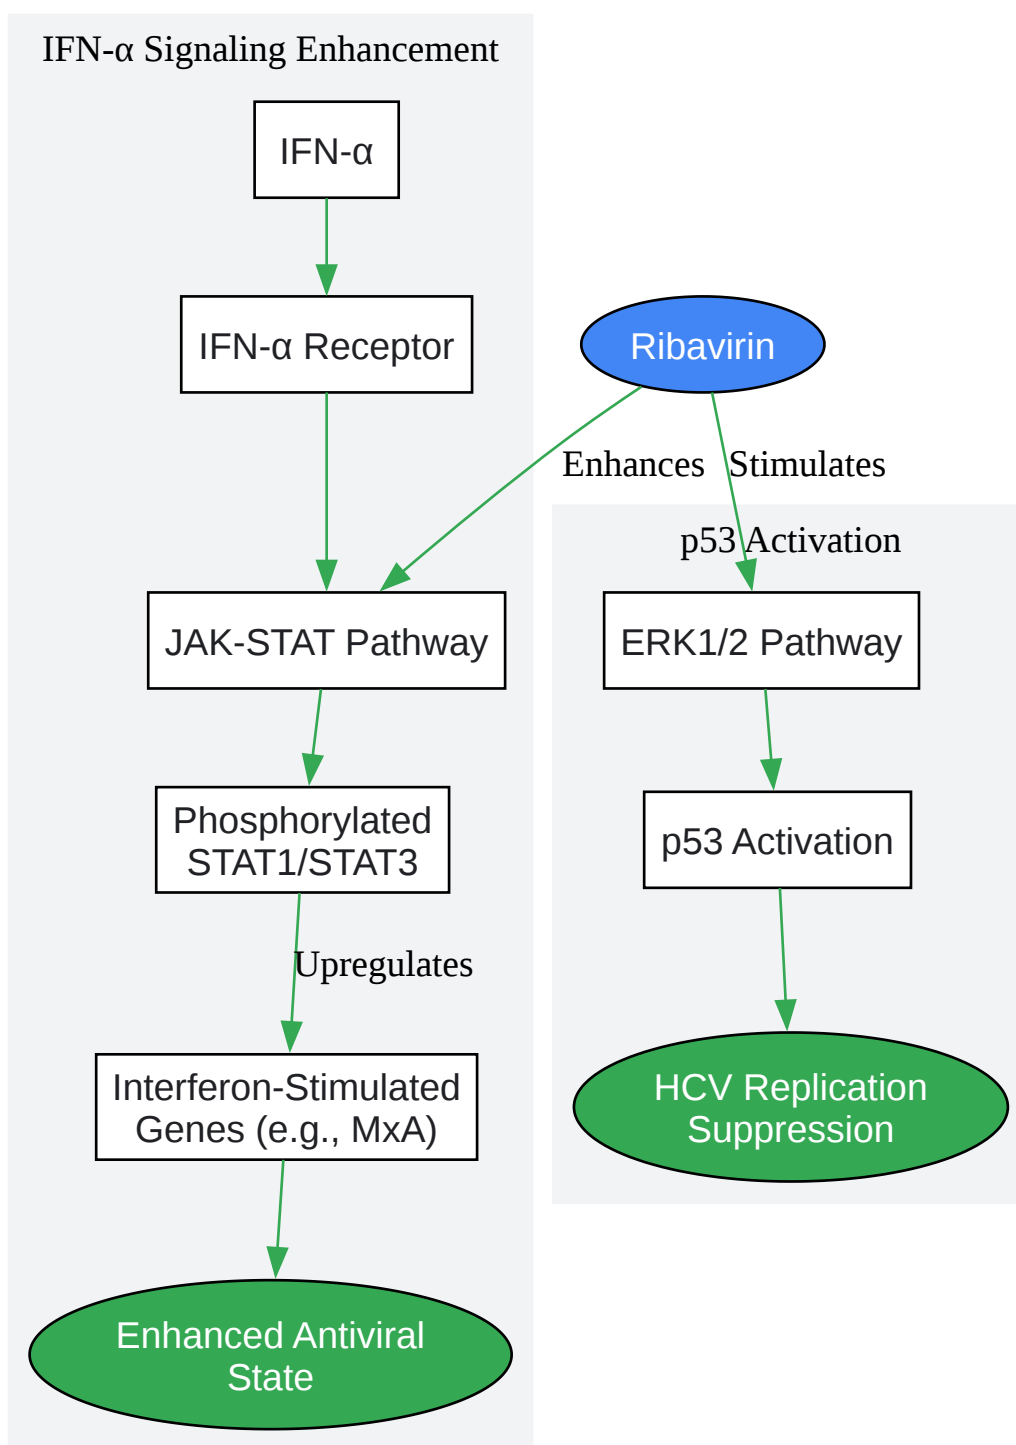 IFN-α Signaling Enhancement
IFN-α
IFN-α Receptor
Ribavirin
Enhances
Stimulates
p53 Activation
JAK-STAT Pathway
ERK1/2 Pathway
Phosphorylated
STAT1/STAT3
p53 Activation
Upregulates
Interferon-Stimulated
Genes (e.g., MxA)
HCV Replication
Suppression
Enhanced Antiviral
State